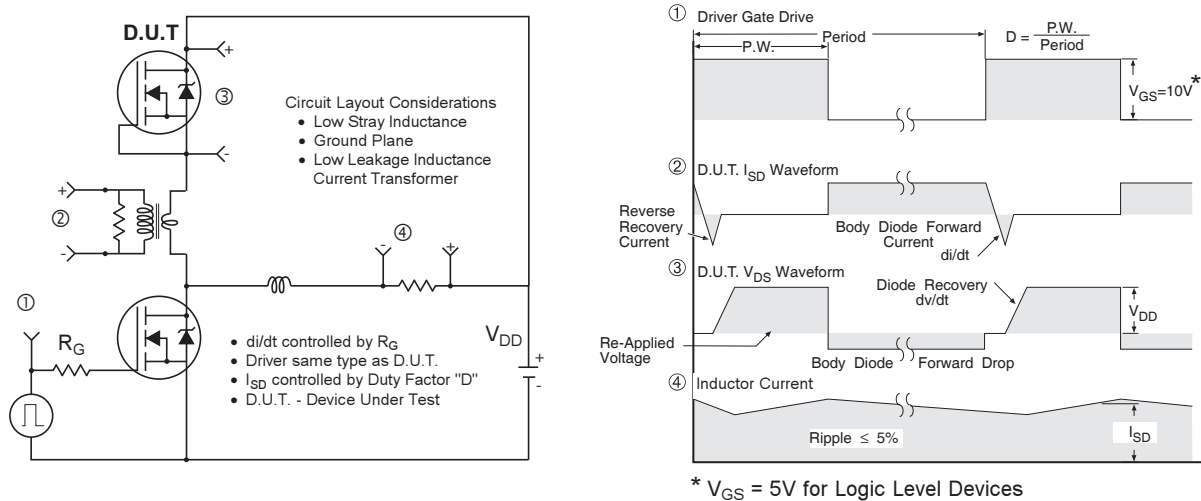 D.U.T
+
③
-
Circuit Layout Considerations
• Low Stray Inductance
• Ground Plane
• Low Leakage Inductance
Current Transformer
+
②
-
④
-
+
①
R_G
V_DD
+
-
• di/dt controlled by R_G
• Driver same type as D.U.T.
• I_SD controlled by Duty Factor "D"
• D.U.T. - Device Under Test
① Driver Gate Drive
P.W.
Period
D = P.W.
Period
V_GS=10V *
② D.U.T. I_SD Waveform
Reverse
Recovery
Current
Body Diode Forward
Current
di/dt
③ D.U.T. V_DS Waveform
Diode Recovery
dv/dt
V_DD
Re-Applied
Voltage
Body Diode Forward Drop
④ Inductor Current
Ripple ≤ 5%
I_SD
* V_GS = 5V for Logic Level Devices